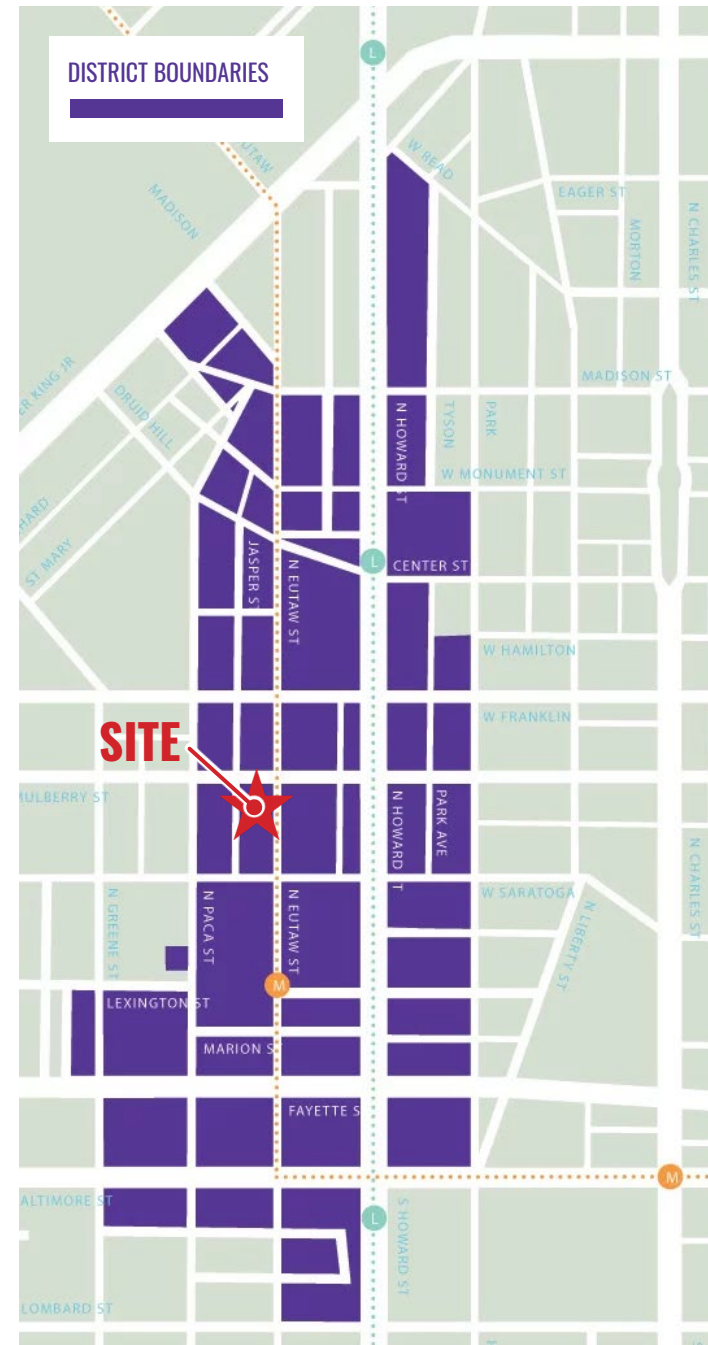 DISTRICT BOUNDARIES
L
UTAW
W READ
MADISON
EAGER ST
MORTON
N CHARLES ST
ER KING JR
DRUID HILL
MADISON ST
N HOWARD ST
TYSON
PARK
W MONUMENT ST
HARD
ST MARY
JASPER ST
N EUTAW ST
L
CENTER ST
W HAMILTON
W FRANKLIN
SITE
MULBERRY ST
N HOWARD T
PARK AVE
N GREENE ST
N PACA ST
N EUTAW ST
W SARATOGA
N LIBERTY ST
N CHARLES ST
M
LEXINGTON ST
MARION S
FAYETTE S
M
ALTIMORE ST
L
S HOWARD ST
LOMBARD ST